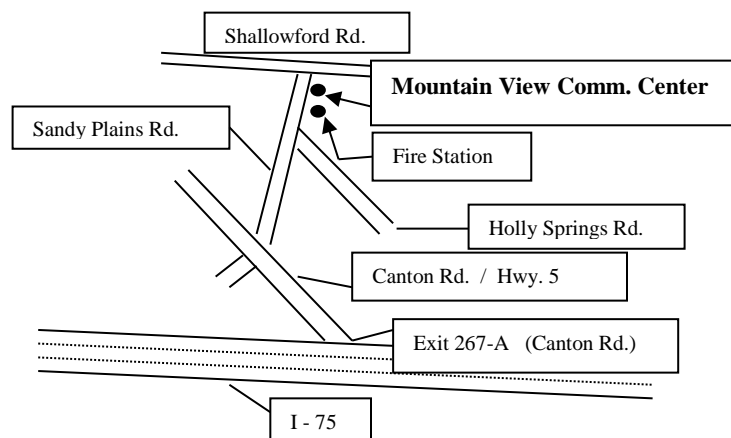 Shallowford Rd.
Mountain View Comm. Center
Sandy Plains Rd.
Fire Station
Holly Springs Rd.
Canton Rd. / Hwy. 5
Exit 267-A (Canton Rd.)
I - 75